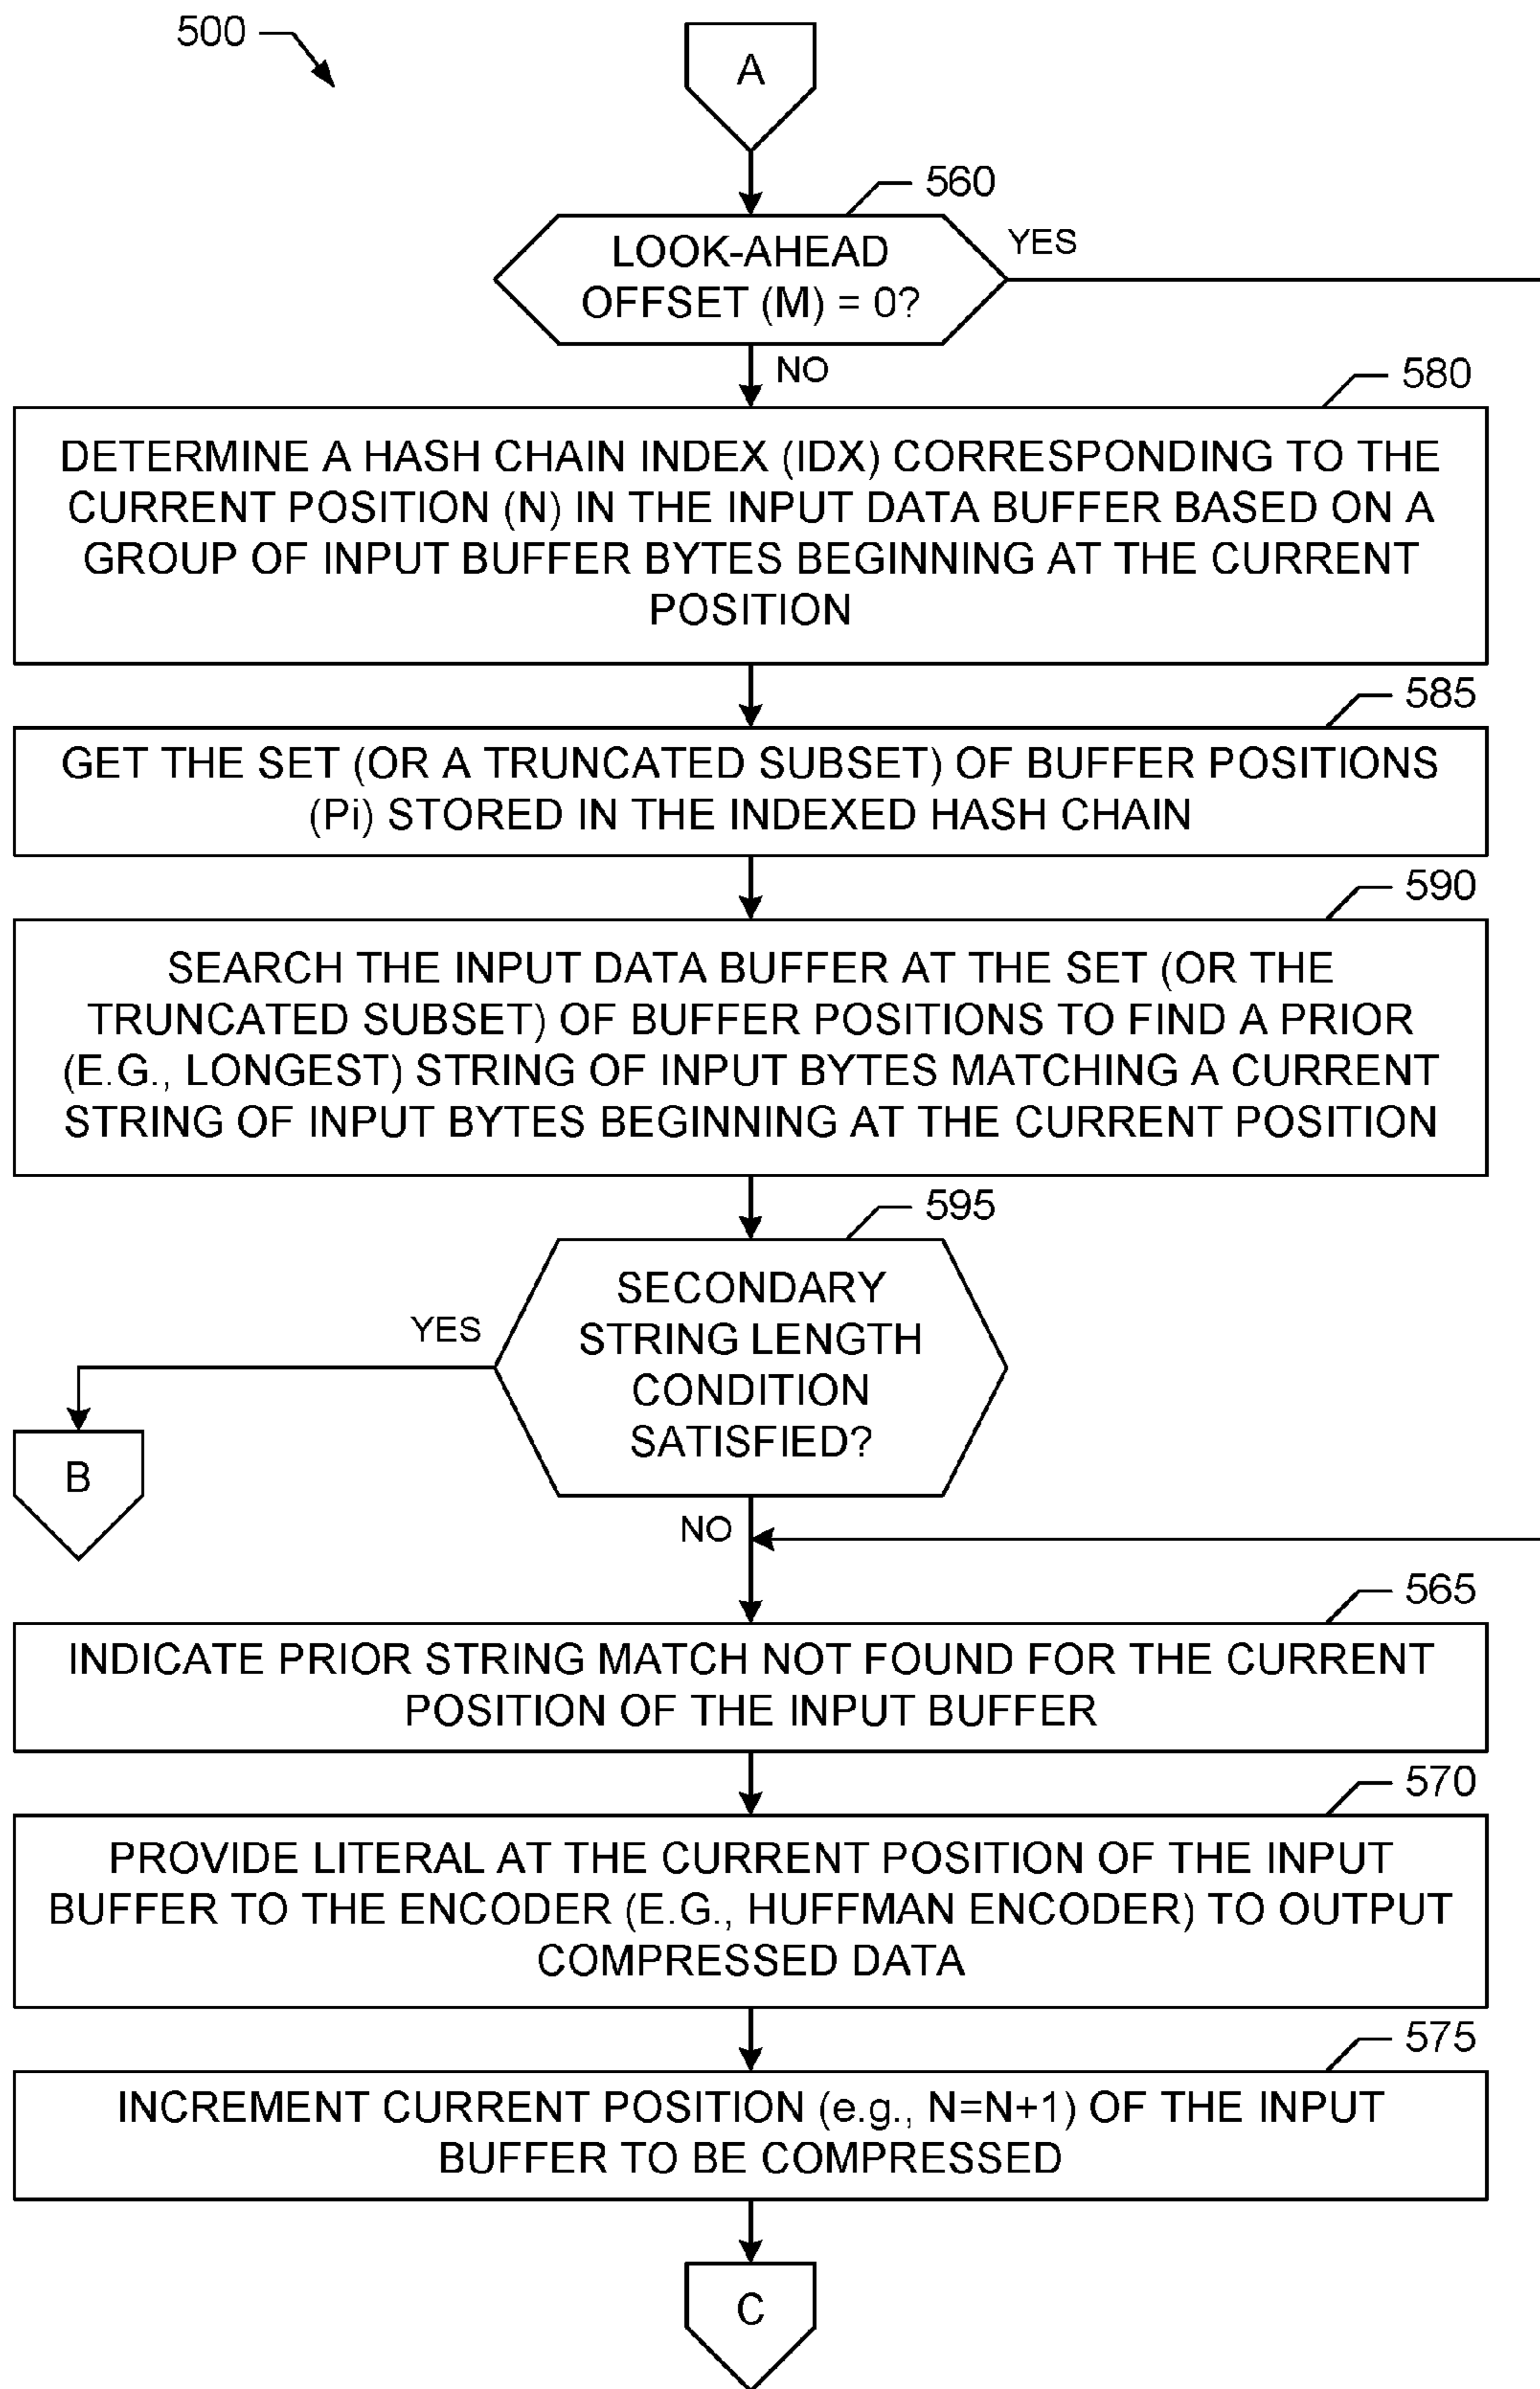 500
A
560
LOOK-AHEAD
OFFSET (M) = 0?
YES
NO
580
DETERMINE A HASH CHAIN INDEX (IDX) CORRESPONDING TO THE
CURRENT POSITION (N) IN THE INPUT DATA BUFFER BASED ON A
GROUP OF INPUT BUFFER BYTES BEGINNING AT THE CURRENT
POSITION
585
GET THE SET (OR A TRUNCATED SUBSET) OF BUFFER POSITIONS
(Pi) STORED IN THE INDEXED HASH CHAIN
590
SEARCH THE INPUT DATA BUFFER AT THE SET (OR THE
TRUNCATED SUBSET) OF BUFFER POSITIONS TO FIND A PRIOR
(E.G., LONGEST) STRING OF INPUT BYTES MATCHING A CURRENT
STRING OF INPUT BYTES BEGINNING AT THE CURRENT POSITION
595
SECONDARY
STRING LENGTH
CONDITION
SATISFIED?
YES
B
NO
565
INDICATE PRIOR STRING MATCH NOT FOUND FOR THE CURRENT
POSITION OF THE INPUT BUFFER
570
PROVIDE LITERAL AT THE CURRENT POSITION OF THE INPUT
BUFFER TO THE ENCODER (E.G., HUFFMAN ENCODER) TO OUTPUT
COMPRESSED DATA
575
INCREMENT CURRENT POSITION (e.g., N=N+1) OF THE INPUT
BUFFER TO BE COMPRESSED
C